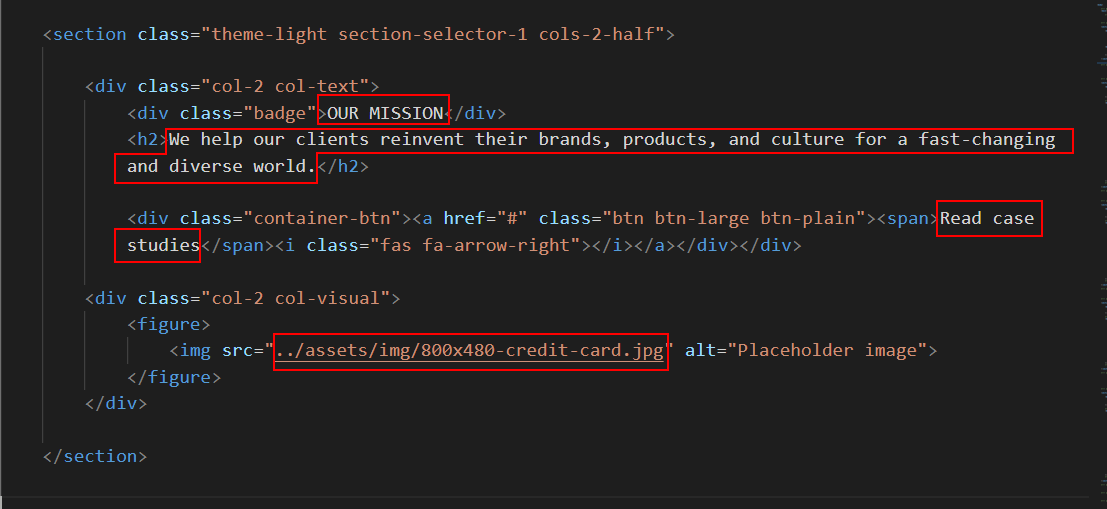 <section class="theme-light section-selector-1 cols-2-half">
<div class="col-2 col-text">
<div class="badge">OUR MISSION</div>
<h2>We help our clients reinvent their brands, products, and culture for a fast-changing
and diverse world.</h2>
<div class="container-btn"><a href="#" class="btn btn-large btn-plain"><span>Read case
studies</span><i class="fas fa-arrow-right"></i></a></div></div>
<div class="col-2 col-visual">
<figure>
<img src="../assets/img/800x480-credit-card.jpg" alt="Placeholder image">
</figure>
</div>
</section>